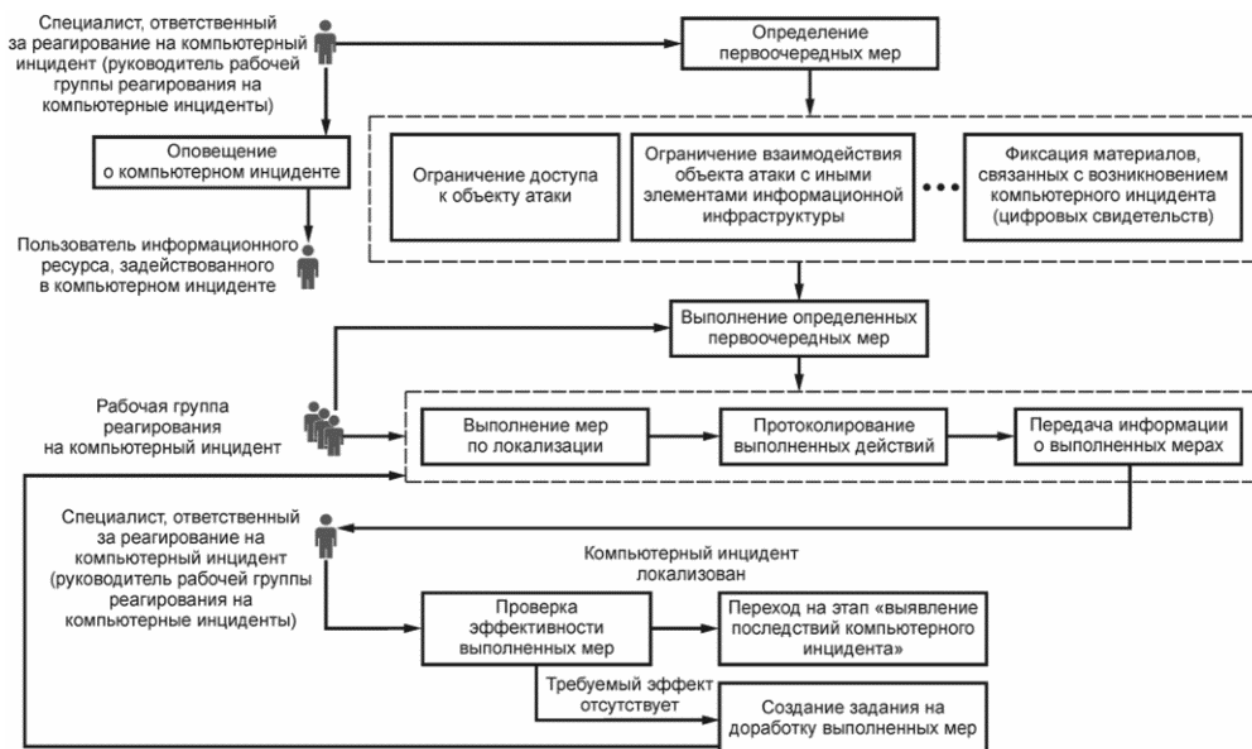 Специалист, ответственный
за реагирование на компьютерный
инцидент (руководитель рабочей
группы реагирования на
компьютерные инциденты)
Определение
первоочередных мер
Оповещение
о компьютерном инциденте
Ограничение доступа
к объекту атаки
Ограничение взаимодействия
объекта атаки с иными
элементами информационной
инфраструктуры
Фиксация материалов,
связанных с возникновением
компьютерного инцидента
(цифровых свидетельств)
Пользователь информационного
ресурса, задействованного
в компьютерном инциденте
Выполнение определенных
первоочередных мер
Рабочая группа
реагирования
на компьютерный инцидент
Выполнение мер
по локализации
Протоколирование
выполненных действий
Передача информации
о выполненных мерах
Специалист, ответственный
за реагирование на
компьютерный инцидент
(руководитель рабочей группы
реагирования на
компьютерные инциденты)
Компьютерный инцидент
локализован
Проверка
эффективности
выполненных мер
Переход на этап «выявление
последствий компьютерного
инцидента»
Требуемый эффект
отсутствует
Создание задания на
доработку выполненных мер